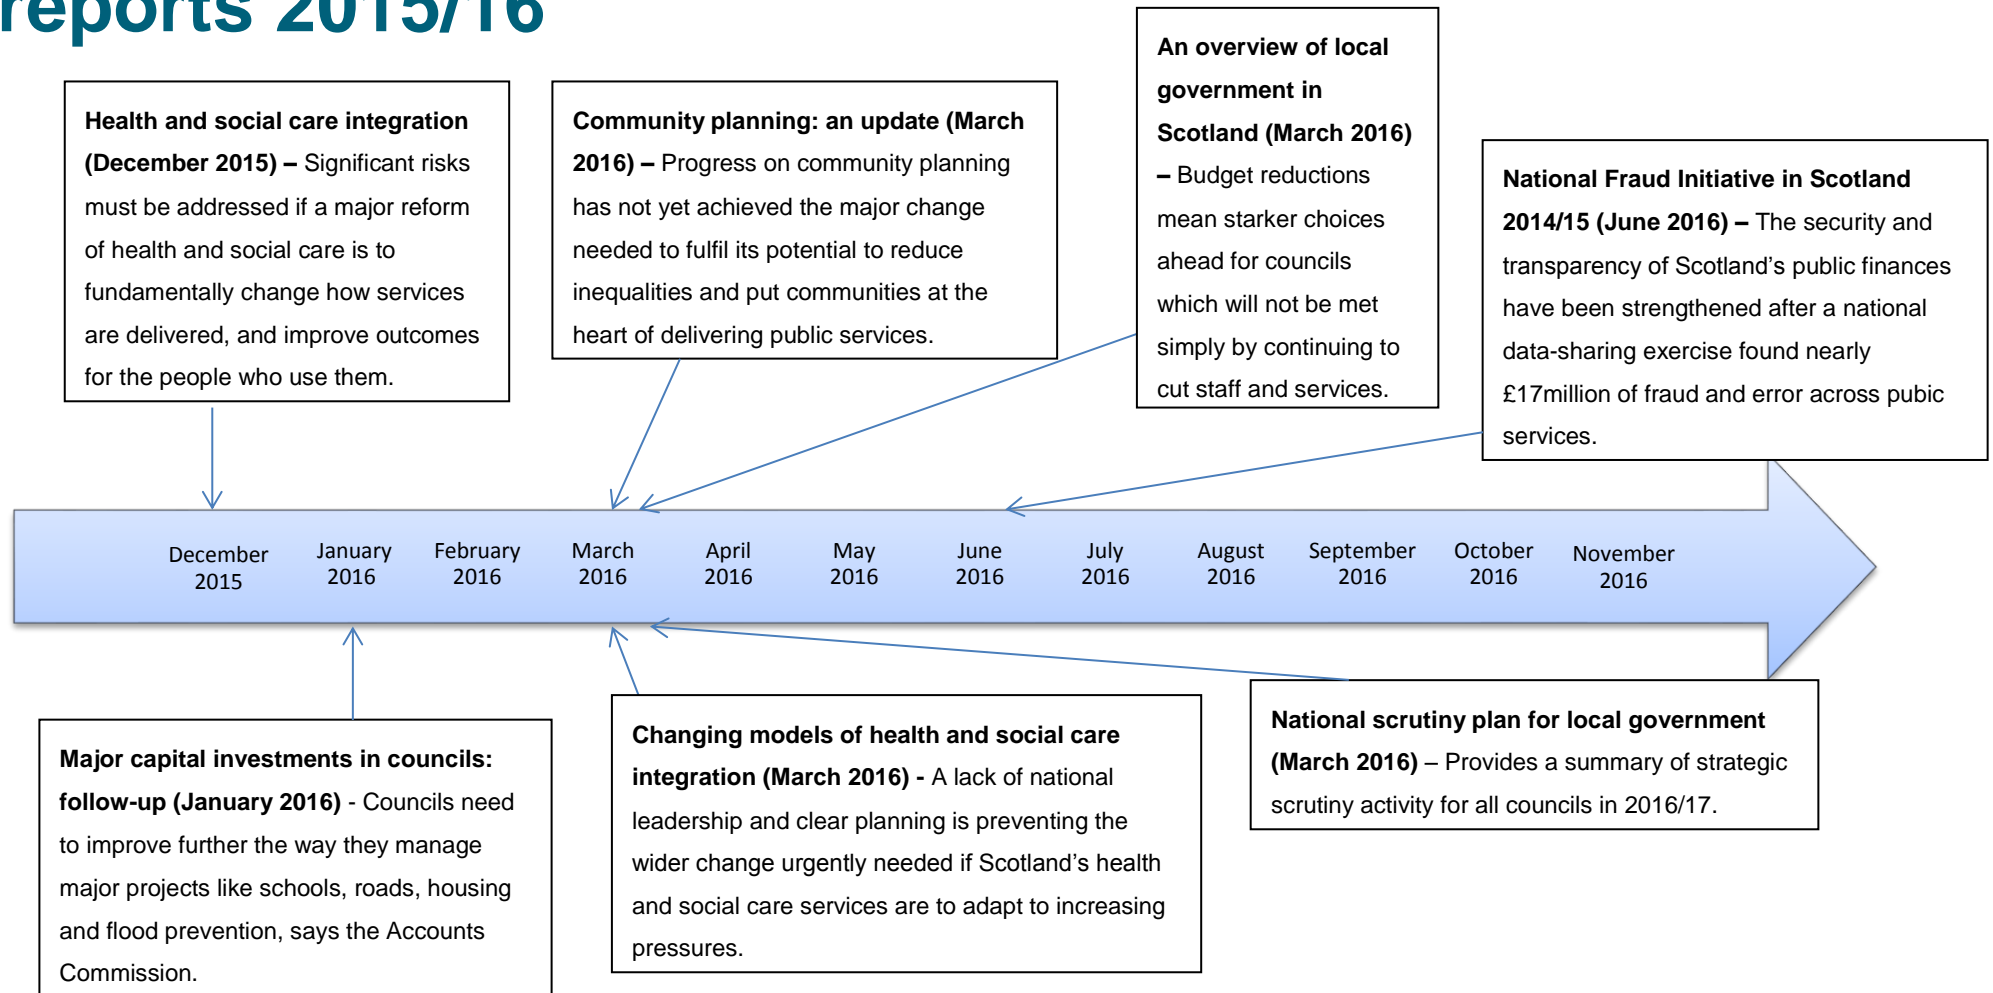 reports 2015/16
Health and social care integration
(December 2015) – Significant risks
must be addressed if a major reform
of health and social care is to
fundamentally change how services
are delivered, and improve outcomes
for the people who use them.
Community planning: an update (March
2016) – Progress on community planning
has not yet achieved the major change
needed to fulfil its potential to reduce
inequalities and put communities at the
heart of delivering public services.
An overview of local
government in
Scotland (March 2016)
– Budget reductions
mean starker choices
ahead for councils
which will not be met
simply by continuing to
cut staff and services.
National Fraud Initiative in Scotland
2014/15 (June 2016) – The security and
transparency of Scotland’s public finances
have been strengthened after a national
data-sharing exercise found nearly
£17million of fraud and error across pubic
services.
December
2015
January
2016
February
2016
March
2016
April
2016
May
2016
June
2016
July
2016
August
2016
September
2016
October
2016
November
2016
Major capital investments in councils:
follow-up (January 2016) - Councils need
to improve further the way they manage
major projects like schools, roads, housing
and flood prevention, says the Accounts
Commission.
Changing models of health and social care
integration (March 2016) - A lack of national
leadership and clear planning is preventing the
wider change urgently needed if Scotland’s health
and social care services are to adapt to increasing
pressures.
National scrutiny plan for local government
(March 2016) – Provides a summary of strategic
scrutiny activity for all councils in 2016/17.